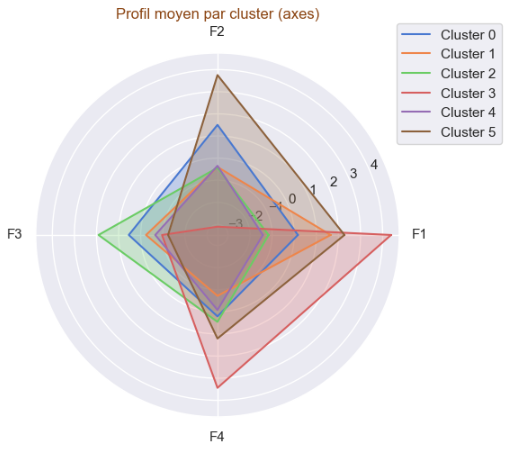 Profil moyen par cluster (axes)
F2
Cluster 0
Cluster 1
Cluster 2
Cluster 3
Cluster 4
Cluster 5
4
3
2
1
0
−1
−2
−3
F3
F1
F4